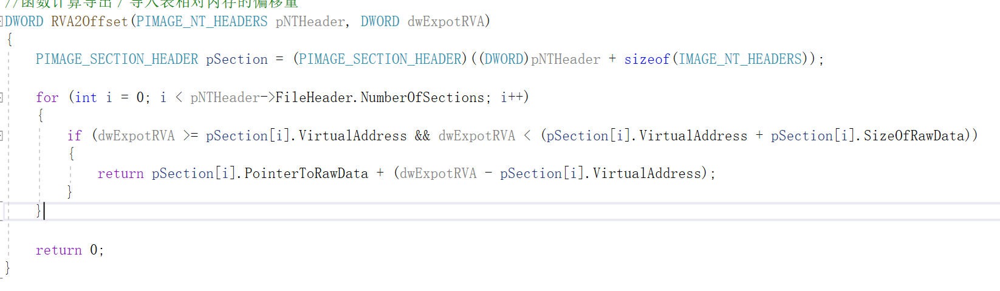 //函数计算导出 / 导入表相对内存的偏移量
DWORD RVA2Offset(PIMAGE_NT_HEADERS pNTHeader, DWORD dwExpotRVA)
{
    PIMAGE_SECTION_HEADER pSection = (PIMAGE_SECTION_HEADER)((DWORD)pNTHeader + sizeof(IMAGE_NT_HEADERS));
    for (int i = 0; i < pNTHeader->FileHeader.NumberOfSections; i++)
    {
        if (dwExpotRVA >= pSection[i].VirtualAddress && dwExpotRVA < (pSection[i].VirtualAddress + pSection[i].SizeOfRawData))
        {
            return pSection[i].PointerToRawData + (dwExpotRVA - pSection[i].VirtualAddress);
        }
    }
    return 0;
}